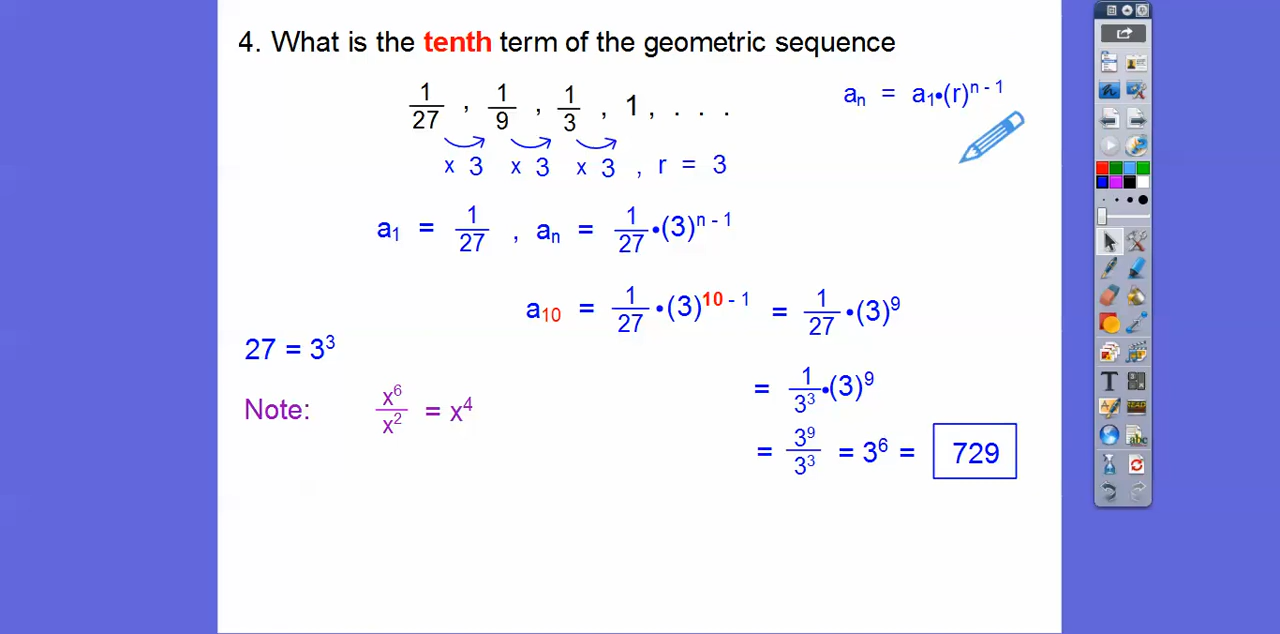 4. What is the tenth term of the geometric sequence
1/27 , 1/9 , 1/3 , 1, . . .
aₙ = a₁•(r)ⁿ⁻¹
x 3 x 3 x 3 , r = 3
a₁ = 1/27 , aₙ = 1/27•(3)ⁿ⁻¹
a₁₀ = 1/27•(3)¹⁰⁻¹ = 1/27•(3)⁹
27 = 3³
= 1/3³•(3)⁹
Note: x⁶/x² = x⁴
= 3⁹/3³ = 3⁶ = 729